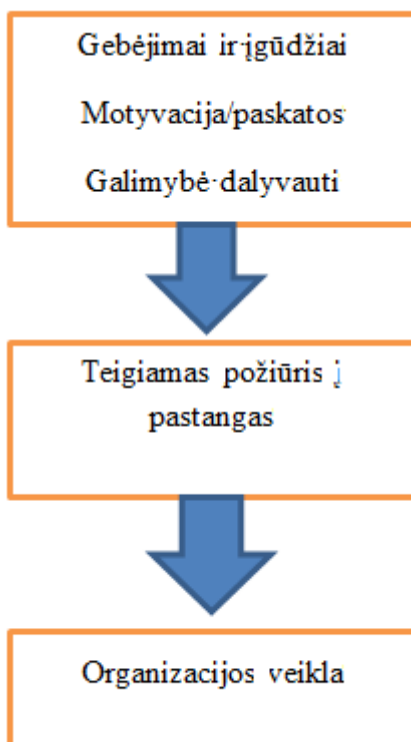 Gebėjimai ir·įgūdžiai
Motyvacija/paskatos
Galimybė·dalyvauti
Teigiamas požiūris į
pastangas
Organizacijos veikla